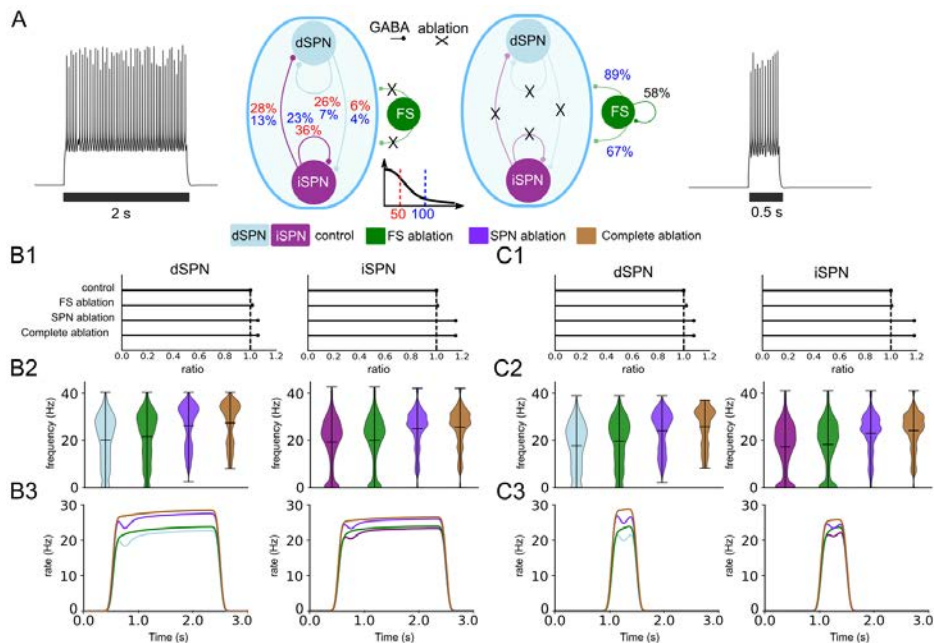 A
GABA ablation
dSPN
dSPN
FS
FS
28%
13%
26%
7%
6%
4%
23%
36%
89%
58%
67%
iSPN
iSPN
50 100
2 s
0.5 s
dSPN iSPN control FS ablation SPN ablation Complete ablation
B1
dSPN iSPN
control
FS ablation
SPN ablation
Complete ablation
0.0 0.2 0.4 0.6 0.8 1.0 1.2
ratio
0.0 0.2 0.4 0.6 0.8 1.0 1.2
ratio
C1
dSPN iSPN
0.0 0.2 0.4 0.6 0.8 1.0 1.2
ratio
0.0 0.2 0.4 0.6 0.8 1.0 1.2
ratio
B2
frequency (Hz)
40
20
0
frequency (Hz)
40
20
0
C2
frequency (Hz)
40
20
0
frequency (Hz)
40
20
0
B3
rate (Hz)
30
20
10
0
0.0 1.0 2.0 3.0
Time (s)
rate (Hz)
30
20
10
0
0.0 1.0 2.0 3.0
Time (s)
C3
rate (Hz)
30
20
10
0
0.0 1.0 2.0 3.0
Time (s)
rate (Hz)
30
20
10
0
0.0 1.0 2.0 3.0
Time (s)